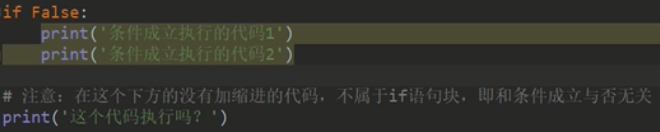 if False:
    print('条件成立执行的代码1')
    print('条件成立执行的代码2')
# 注意：在这个下方的没有加缩进的代码，不属于if语句块，即和条件成立与否无关
print('这个代码执行吗？')